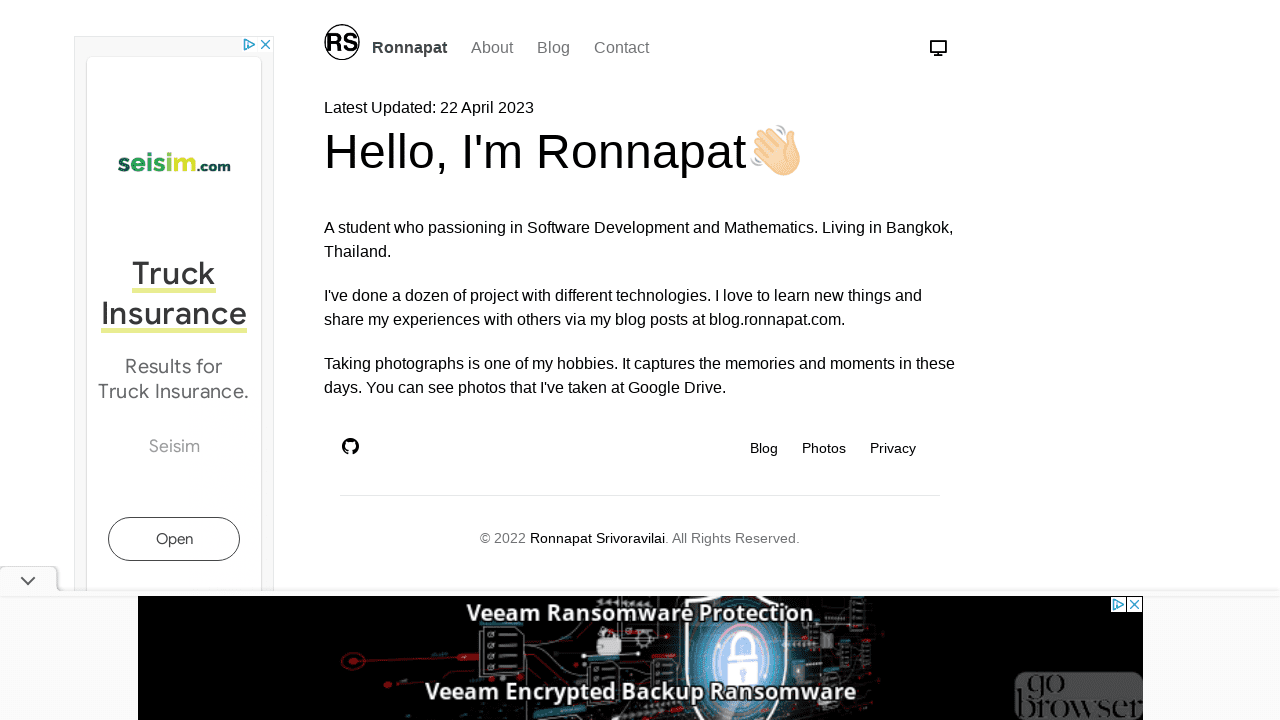 RS Ronnapat About Blog Contact
Latest Updated: 22 April 2023
Hello, I'm Ronnapat
A student who passioning in Software Development and Mathematics. Living in Bangkok,
Thailand.
I've done a dozen of project with different technologies. I love to learn new things and
share my experiences with others via my blog posts at blog.ronnapat.com.
Taking photographs is one of my hobbies. It captures the memories and moments in these
days. You can see photos that I've taken at Google Drive.
Blog Photos Privacy
© 2022 Ronnapat Srivoravilai. All Rights Reserved.
seisim.com
Truck
Insurance
Results for
Truck Insurance.
Seisim
Open
Veeam Ransomware Protection
Veeam Encrypted Backup Ransomware
go
browser